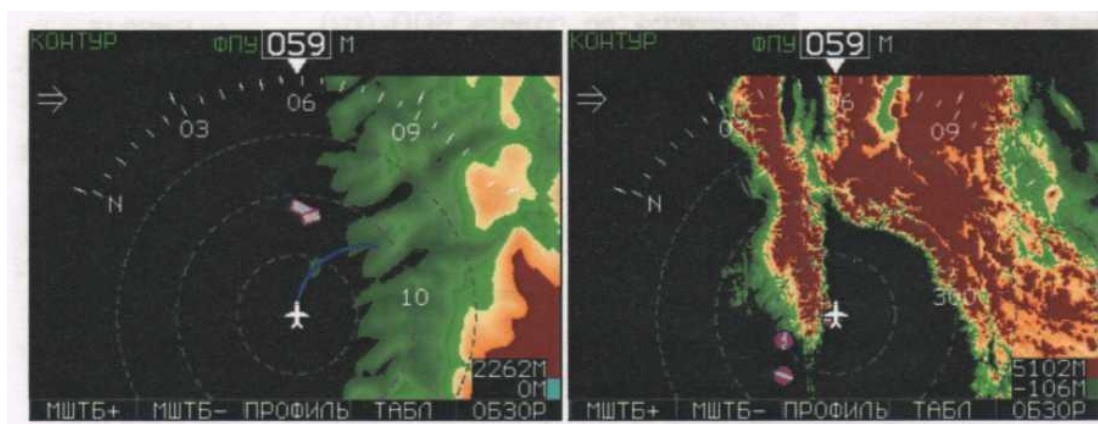 КОНТУР ФПУ 059 М
06
03
09
N
10
2262М
0М
МШТБ+ МШТБ- ПРОФИЛЬ ТАБЛ ОБЗОР
КОНТУР ФПУ 059 М
06
09
N
300
5102М
-106М
МШТБ+ МШТБ- ПРОФИЛЬ ТАБЛ ОБЗОР